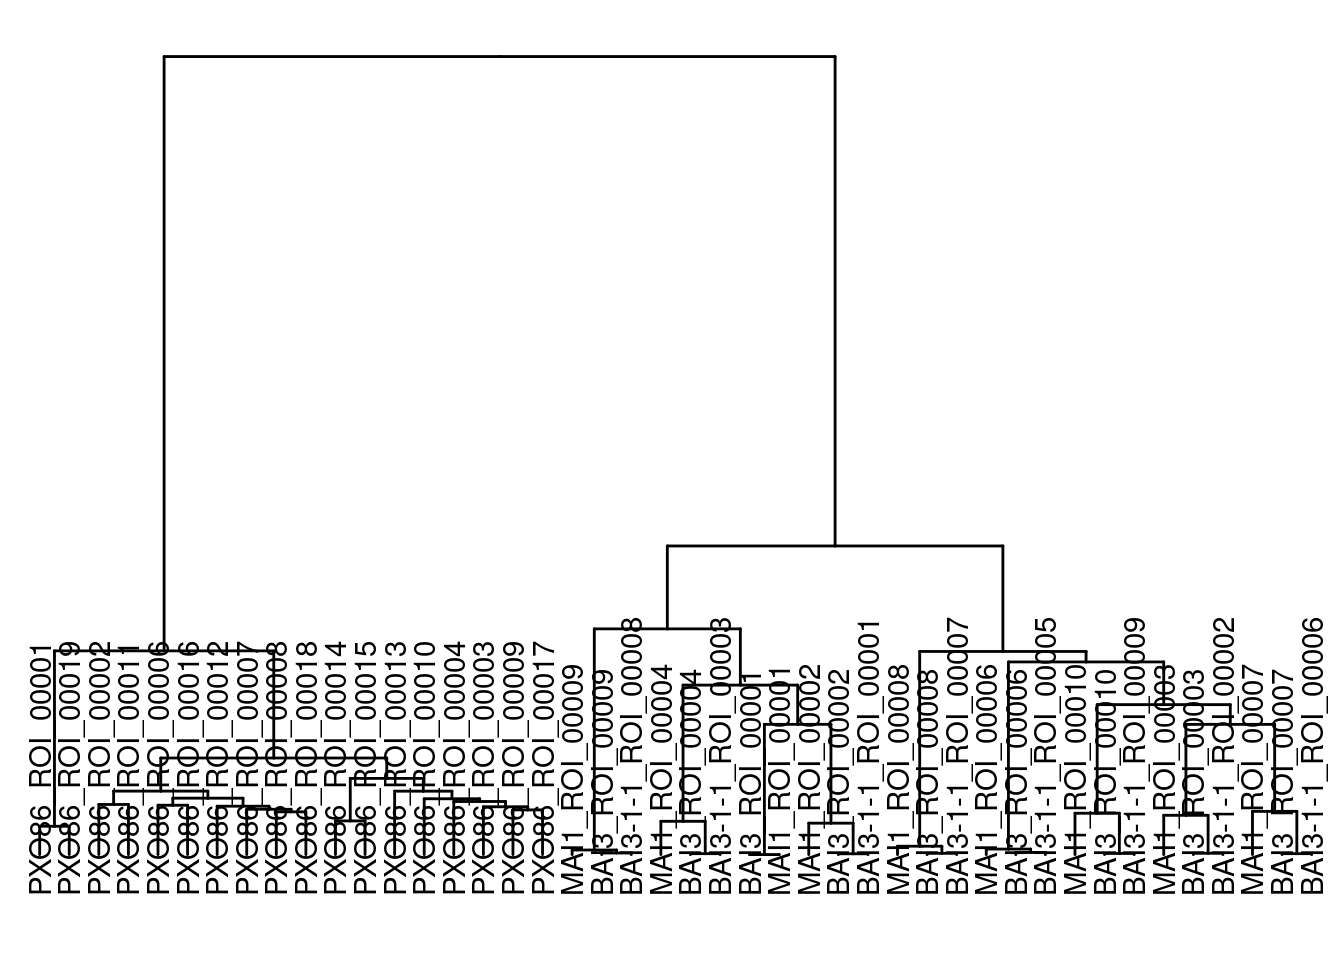 PXO86_ROI_00001
PXO86_ROI_00019
PXO86_ROI_00002
PXO86_ROI_00011
PXO86_ROI_00006
PXO86_ROI_00016
PXO86_ROI_00012
PXO86_ROI_00007
PXO86_ROI_00008
PXO86_ROI_00018
PXO86_ROI_00014
PXO86_ROI_00015
PXO86_ROI_00013
PXO86_ROI_00010
PXO86_ROI_00004
PXO86_ROI_00003
PXO86_ROI_00009
PXO86_ROI_00017
MAI1_ROI_00009
BAI3_ROI_00009
BAI3-1-1_ROI_00008
MAI1_ROI_00004
BAI3_ROI_00004
BAI3-1-1_ROI_00003
BAI3_ROI_00001
MAI1_ROI_00001
MAI1_ROI_00002
BAI3_ROI_00002
BAI3-1-1_ROI_00001
MAI1_ROI_00008
BAI3_ROI_00008
BAI3-1-1_ROI_00007
MAI1_ROI_00006
BAI3_ROI_00006
BAI3-1-1_ROI_00005
MAI1_ROI_00010
BAI3_ROI_00010
BAI3-1-1_ROI_00009
MAI1_ROI_00003
BAI3_ROI_00003
BAI3-1-1_ROI_00002
MAI1_ROI_00007
BAI3_ROI_00007
BAI3-1-1_ROI_00006